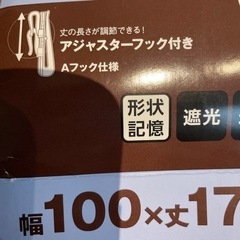 丈の長さが調節できる!
アジャスターフック付き
Aフック仕様
形状
記憶
遮光
幅100×丈17